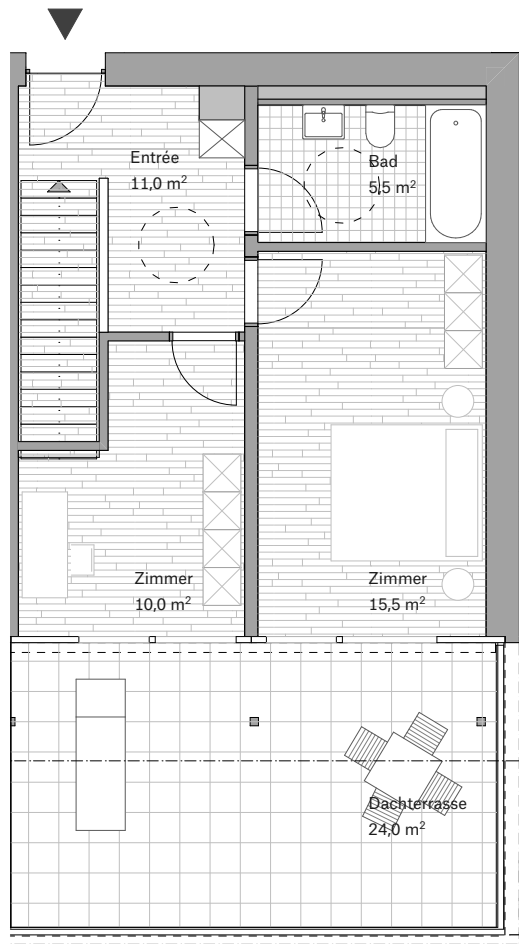 Entrée
11,0 m²
Bad
5,5 m²
Zimmer
10,0 m²
Zimmer
15,5 m²
Dachterrasse
24,0 m²